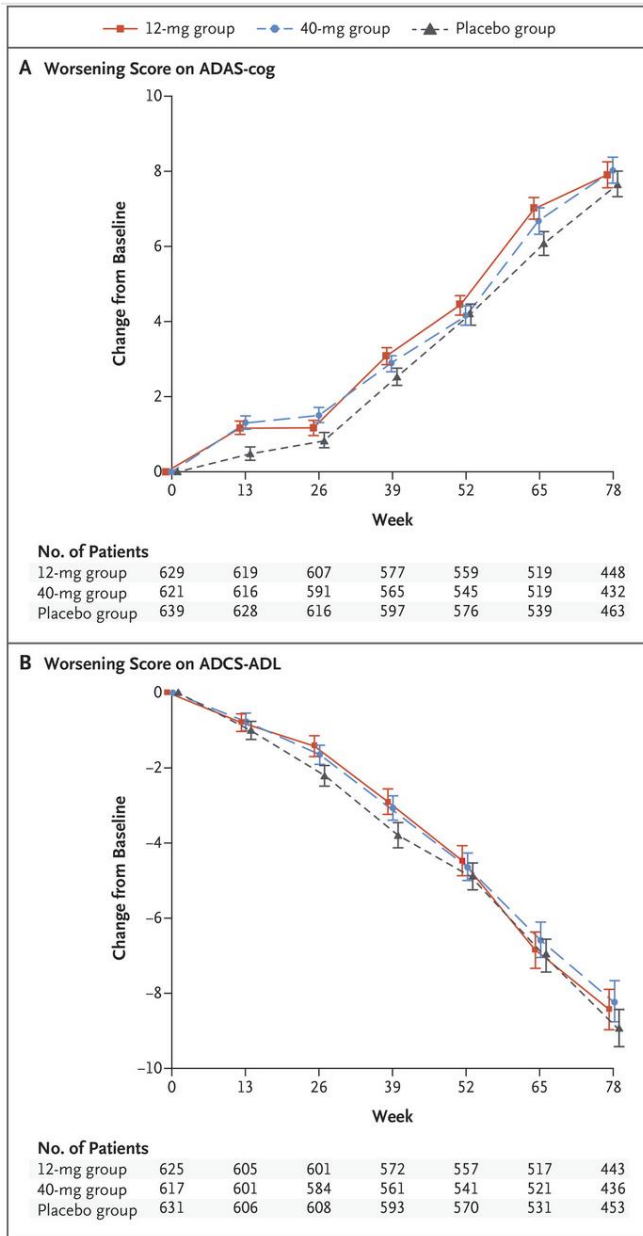 12-mg group 40-mg group Placebo group
A Worsening Score on ADAS-cog
Change from Baseline
10
8
6
4
2
0
0 13 26 39 52 65 78
Week
No. of Patients
12-mg group 629 619 607 577 559 519 448
40-mg group 621 616 591 565 545 519 432
Placebo group 639 628 616 597 576 539 463
B Worsening Score on ADCS-ADL
Change from Baseline
0
−2
−4
−6
−8
−10
0 13 26 39 52 65 78
Week
No. of Patients
12-mg group 625 605 601 572 557 517 443
40-mg group 617 601 584 561 541 521 436
Placebo group 631 606 608 593 570 531 453